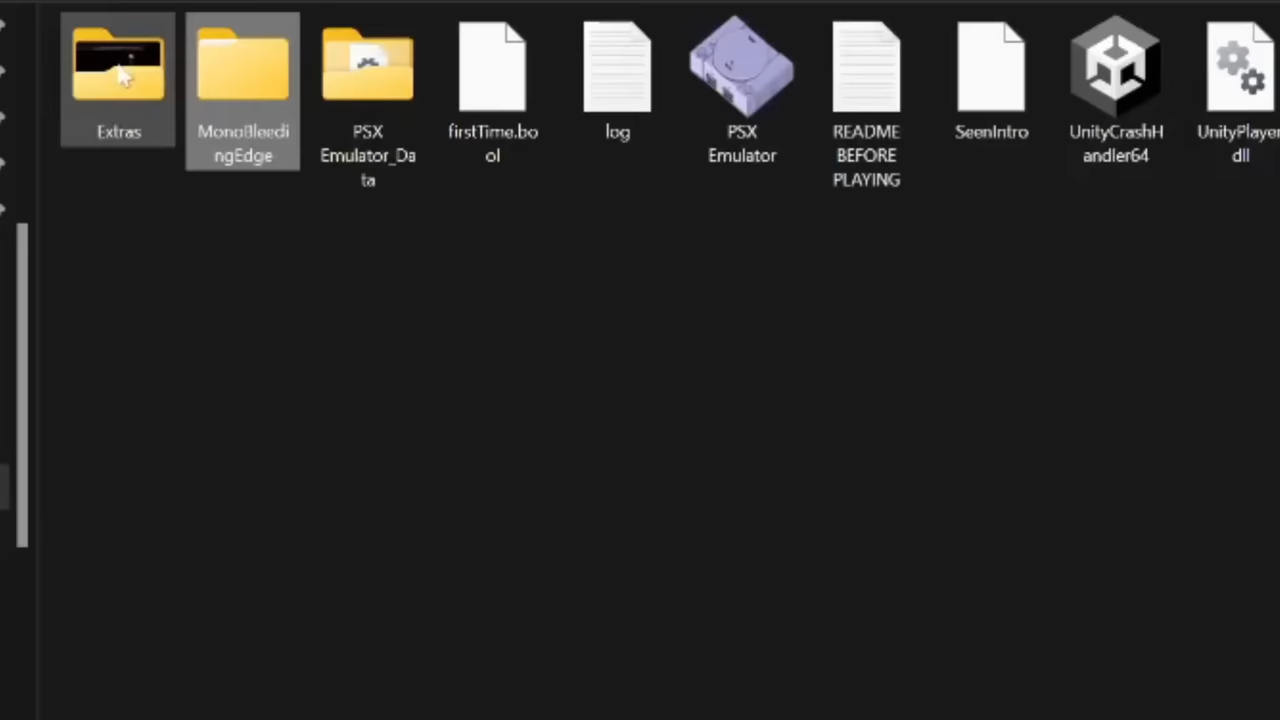 Extras
MonoBleedi
ngEdge
PSX
Emulator_Da
ta
firstTime.bo
ol
log
PSX
Emulator
README
BEFORE
PLAYING
SeenIntro
UnityCrashH
andler64
UnityPlayer
dll